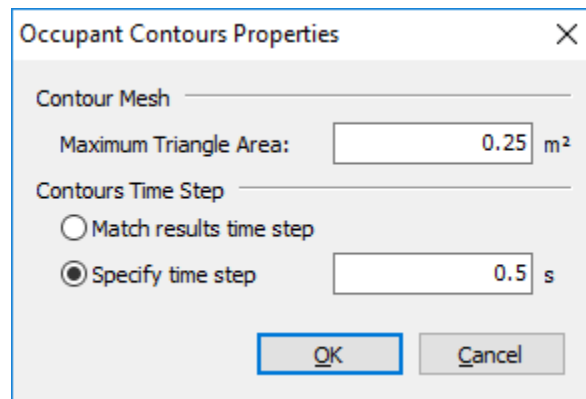 Occupant Contours Properties
Contour Mesh
Maximum Triangle Area: 0.25 m²
Contours Time Step
Match results time step
Specify time step 0.5 s
OK Cancel